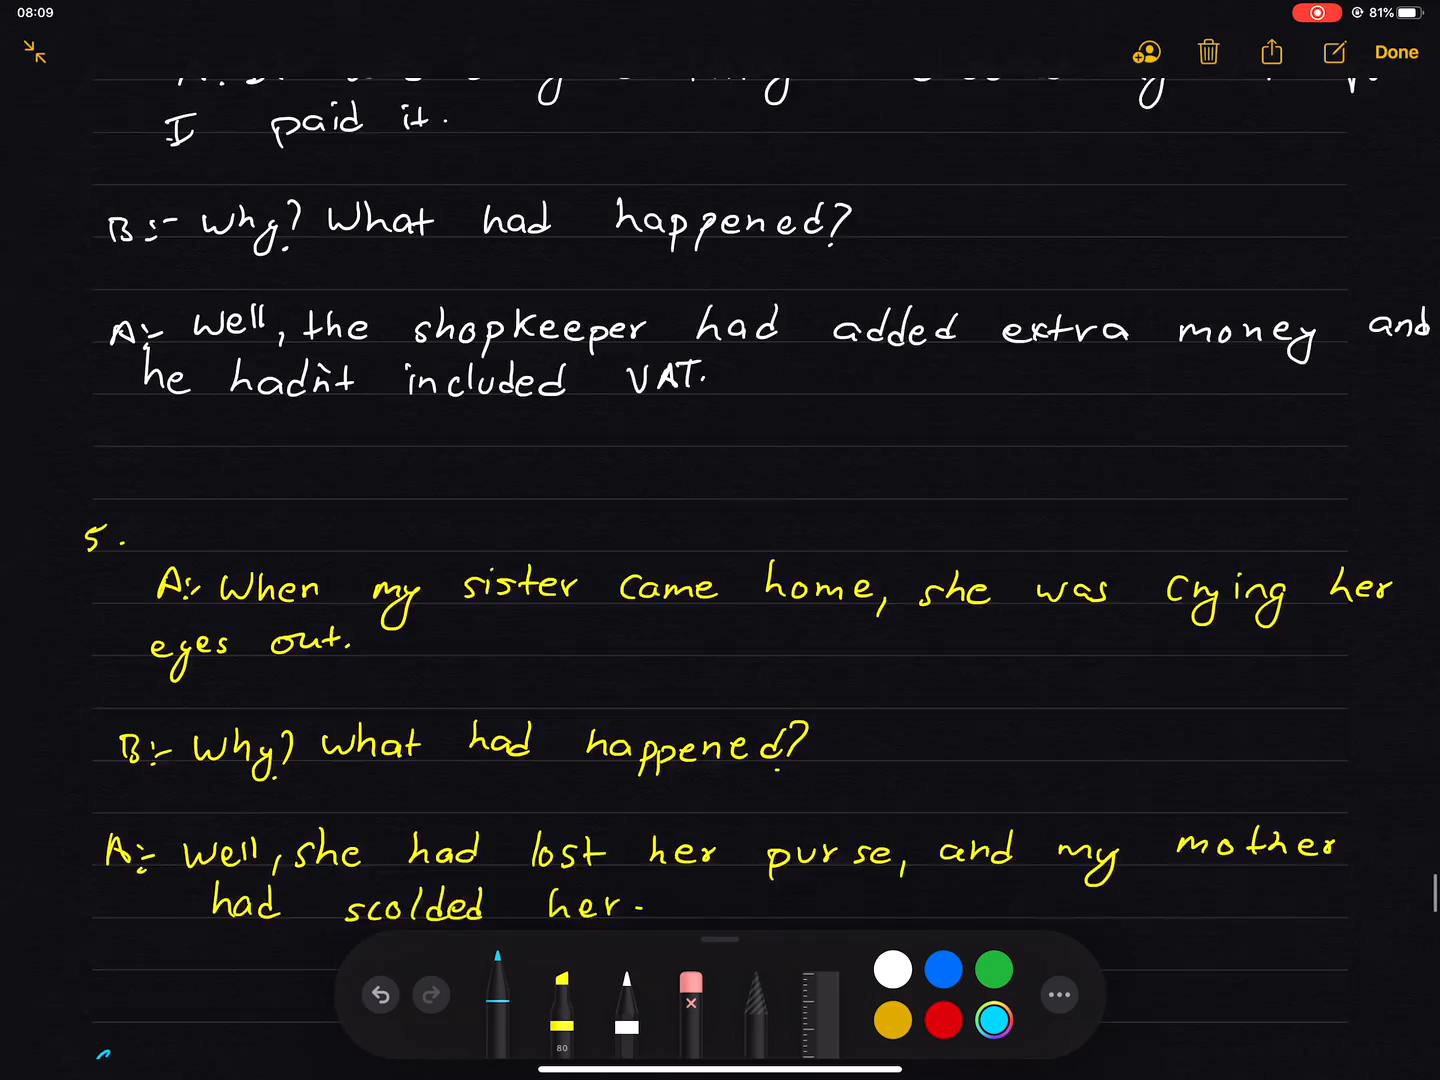 08:09
81%
Done
I paid it.
B:- Why? What had happened?
A:- Well, the shopkeeper had added extra money and
he hadn't included VAT.
5.
A:- When my sister came home, she was crying her
eyes out.
B:- Why? What had happened?
A:- Well, she had lost her purse, and my mother
had scolded her.
80